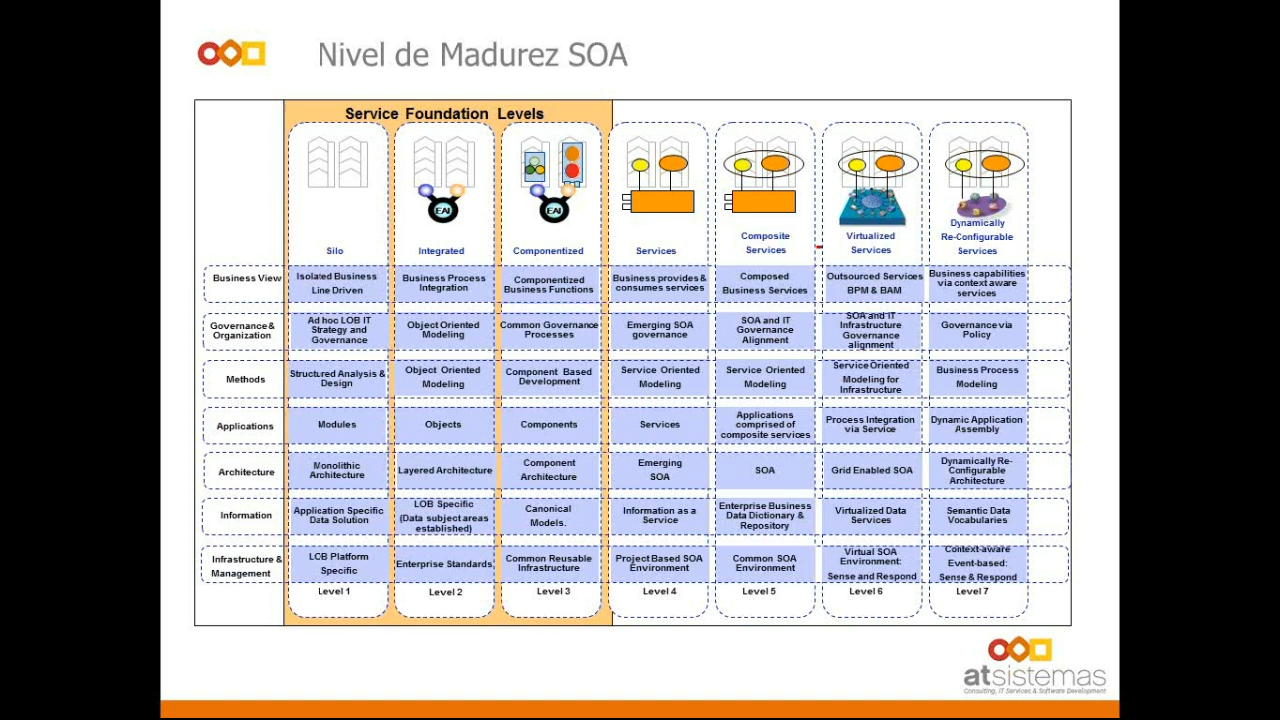 Nivel de Madurez SOA
Service Foundation Levels
EAI
EAI
Silo
Integrated
Componentized
Services
Composite
Services
Virtualized
Services
Dynamically
Re-Configurable
Services
Business View
Isolated Business
Line Driven
Business Process
Integration
Componentized
Business Functions
Business provides &
consumes services
Composed
Business Services
Outsourced Services
BPM & BAM
Business capabilities
via context aware
services
Governance &
Organization
Ad hoc LOB IT
Strategy and
Governance
Object Oriented
Modeling
Common Governance
Processes
Emerging SOA
governance
SOA and IT
Governance
Alignment
SOA and IT
Infrastructure
Governance
alignment
Governance via
Policy
Methods
Structured Analysis &
Design
Object Oriented
Modeling
Component Based
Development
Service Oriented
Modeling
Service Oriented
Modeling
Service Oriented
Modeling for
Infrastructure
Business Process
Modeling
Applications
Modules
Objects
Components
Services
Applications
comprised of
composite services
Process Integration
via Service
Dynamic Application
Assembly
Architecture
Monolithic
Architecture
Layered Architecture
Component
Architecture
Emerging
SOA
SOA
Grid Enabled SOA
Dynamically Re-
Configurable
Architecture
Information
Application Specific
Data Solution
LOB Specific
(Data subject areas
established)
Canonical
Models.
Information as a
Service
Enterprise Business
Data Dictionary &
Repository
Virtualized Data
Services
Semantic Data
Vocabularies
Infrastructure &
Management
LOB Platform
Specific
Enterprise Standards
Common Reusable
Infrastructure
Project Based SOA
Environment
Common SOA
Environment
Virtual SOA
Environment:
Sense and Respond
Context-aware
Event-based:
Sense & Respond
Level 1
Level 2
Level 3
Level 4
Level 5
Level 6
Level 7
atsistemas
Consulting, IT Services & Software Development